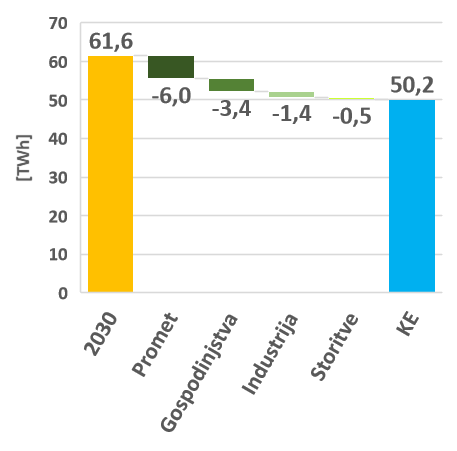 70
60
50
40
30
20
10
0
[TWh]
61,6
-6,0
-3,4
-1,4
-0,5
50,2
2030
Promet
Gospodinjstva
Industrija
Storitve
KE